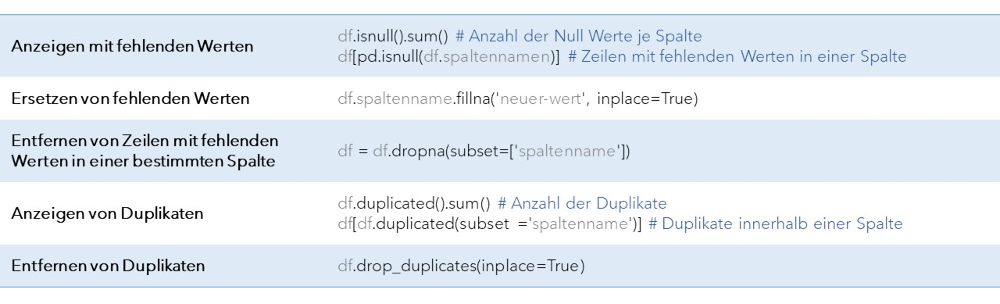 Anzeigen mit fehlenden Werten
df.isnull().sum() # Anzahl der Null Werte je Spalte
df[pd.isnull(df.spaltennamen)] # Zeilen mit fehlenden Werten in einer Spalte
Ersetzen von fehlenden Werten
df.spaltenname.fillna('neuer-wert', inplace=True)
Entfernen von Zeilen mit fehlenden
Werten in einer bestimmten Spalte
df = df.dropna(subset=['spaltenname'])
Anzeigen von Duplikaten
df.duplicated().sum() # Anzahl der Duplikate
df[df.duplicated(subset ='spaltenname')] # Duplikate innerhalb einer Spalte
Entfernen von Duplikaten
df.drop_duplicates(inplace=True)